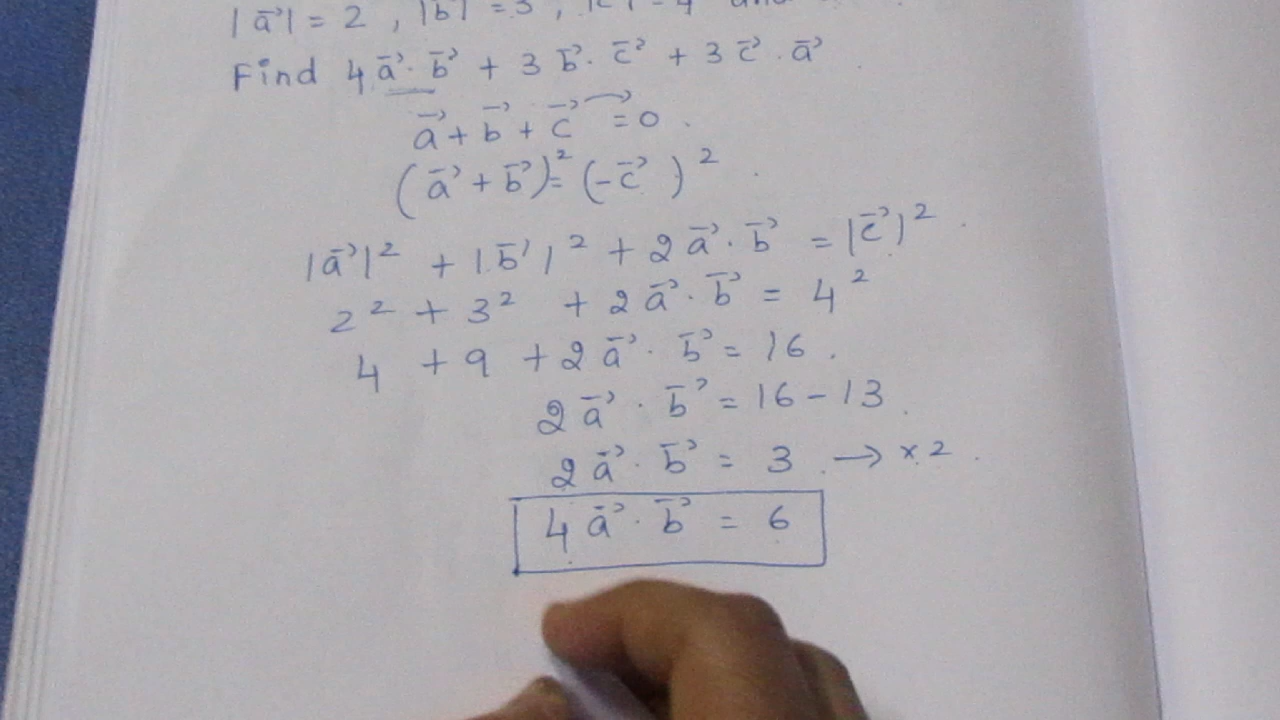 |a⃗| = 2 , |b| = 3 ,
Find 4 a⃗ · b⃗ + 3 b⃗ · c⃗ + 3 c⃗ · a⃗
a⃗ + b⃗ + c⃗ = 0 .
(a⃗ + b⃗)² = (-c⃗)²
|a⃗|² + |b⃗|² + 2 a⃗ · b⃗ = |c⃗|²
2² + 3² + 2 a⃗ · b⃗ = 4²
4 + 9 + 2 a⃗ · b⃗ = 16 .
2 a⃗ · b⃗ = 16 - 13
2 a⃗ · b⃗ = 3 → × 2
4 a⃗ · b⃗ = 6